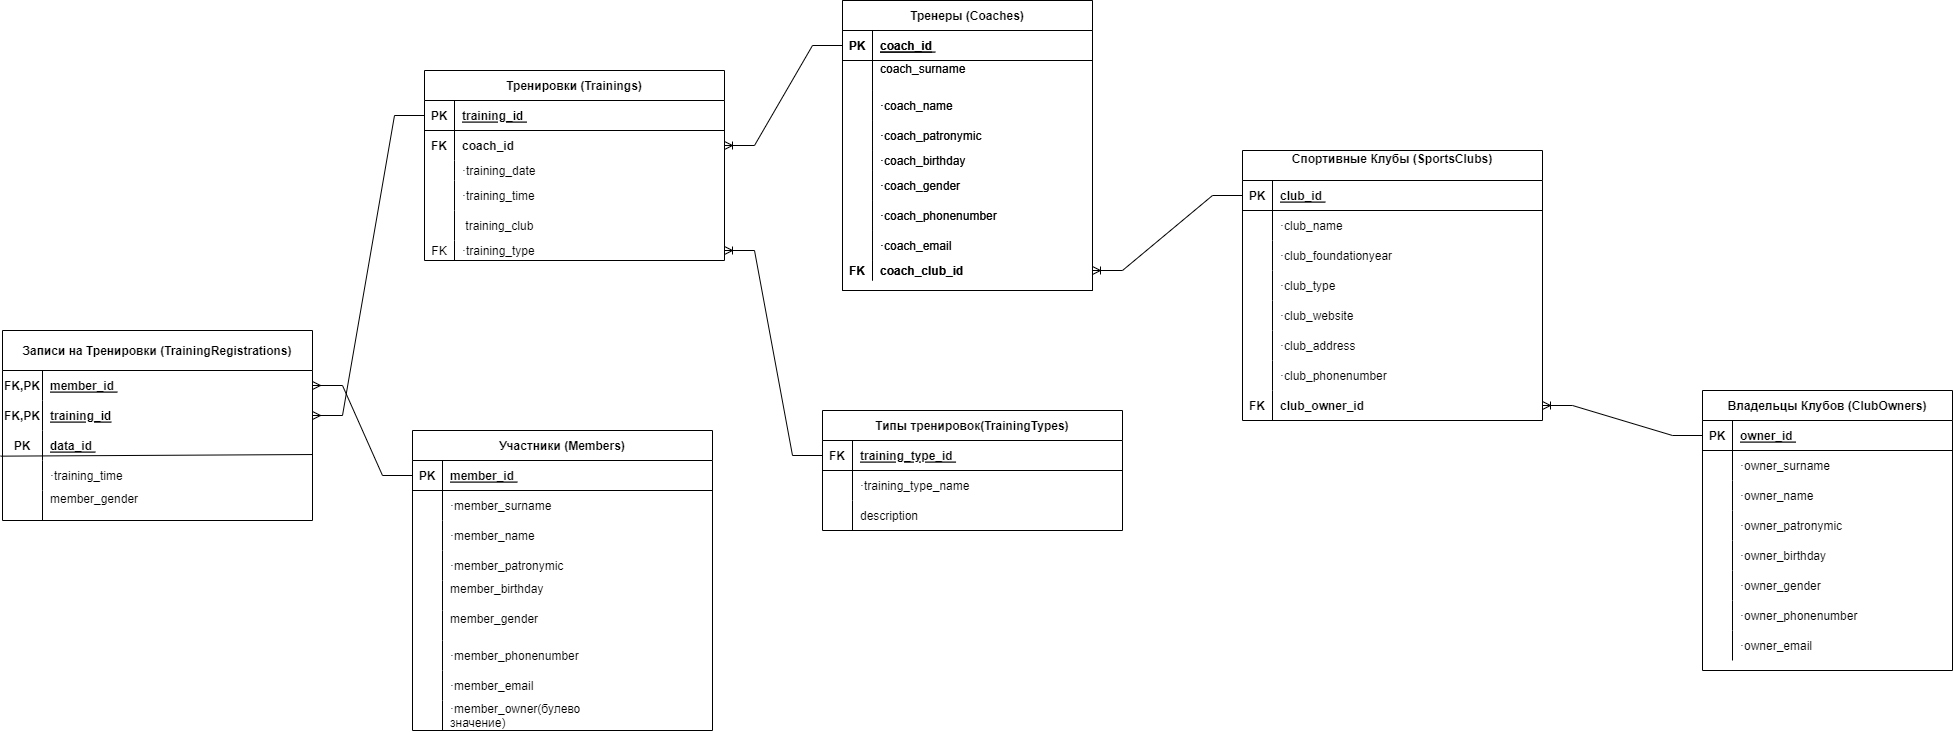 Тренеры (Coaches)
PK coach_id
coach_surname
·coach_name
·coach_patronymic
·coach_birthday
·coach_gender
·coach_phonenumber
·coach_email
FK coach_club_id
Тренировки (Trainings)
PK training_id
FK coach_id
·training_date
·training_time
training_club
FK ·training_type
Спортивные Клубы (SportsClubs)
PK club_id
·club_name
·club_foundationyear
·club_type
·club_website
·club_address
·club_phonenumber
FK club_owner_id
Записи на Тренировки (TrainingRegistrations)
FK,PK member_id
FK,PK training_id
PK data_id
·training_time
member_gender
Участники (Members)
PK member_id
·member_surname
·member_name
·member_patronymic
member_birthday
member_gender
·member_phonenumber
·member_email
·member_owner(булево
значение)
Типы тренировок(TrainingTypes)
FK training_type_id
·training_type_name
description
Владельцы Клубов (ClubOwners)
PK owner_id
·owner_surname
·owner_name
·owner_patronymic
·owner_birthday
·owner_gender
·owner_phonenumber
·owner_email